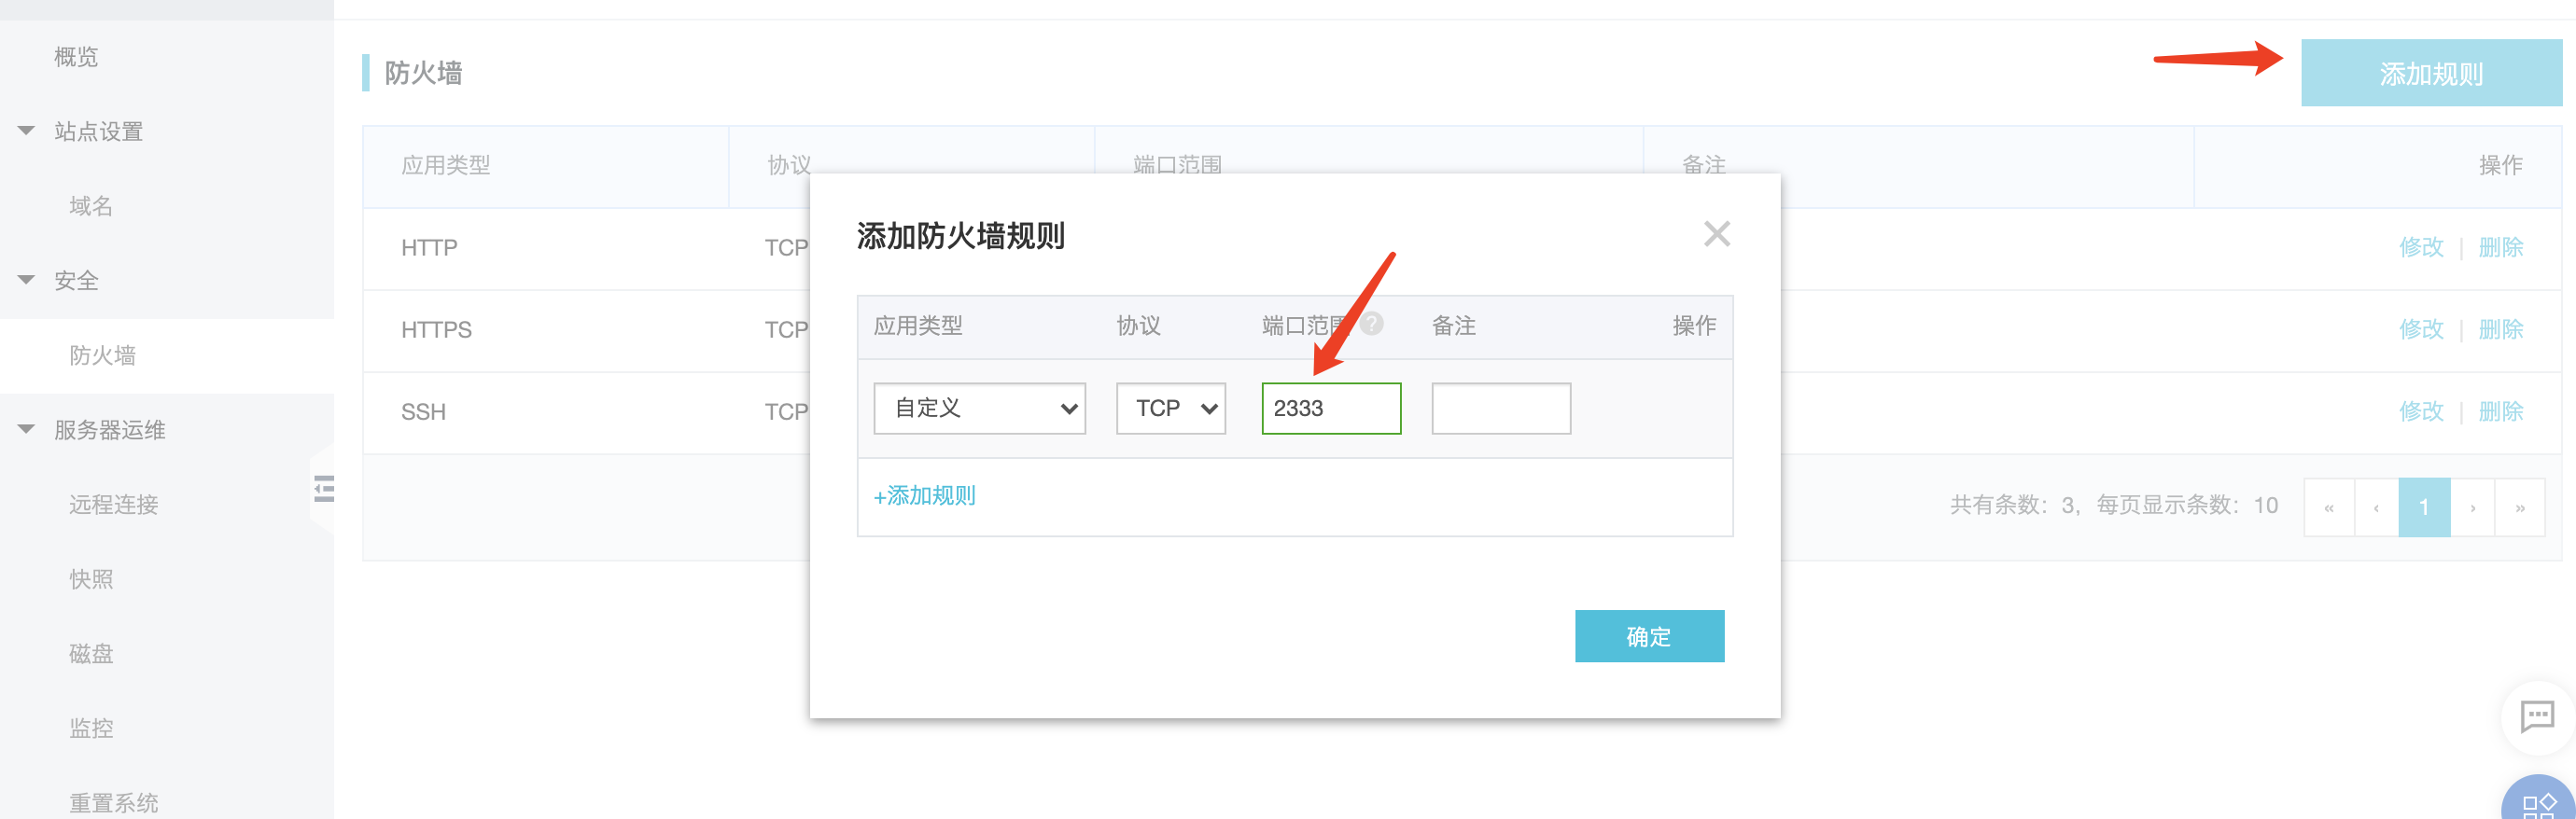 概览
站点设置
域名
安全
防火墙
服务器运维
远程连接
快照
磁盘
监控
重置系统
防火墙
添加规则
应用类型 协议 端口范围 备注 操作
HTTP TCP 修改 | 删除
HTTPS TCP 修改 | 删除
SSH TCP 修改 | 删除
共有条数：3，每页显示条数：10 « ‹ 1 › »
添加防火墙规则
应用类型 协议 端口范围 ? 备注 操作
自定义 TCP 2333
+添加规则
确定